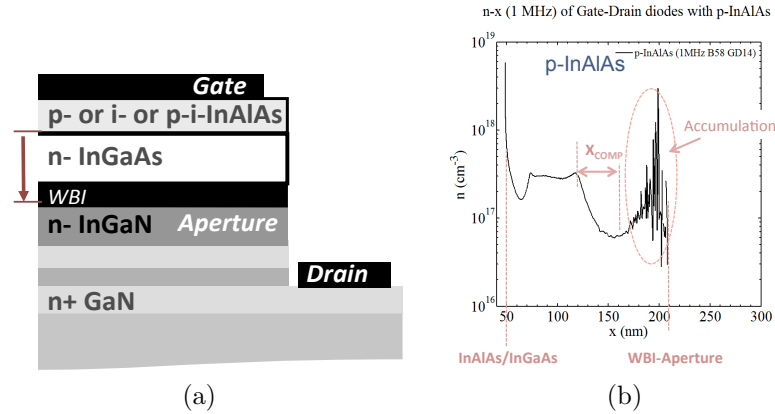 Gate
p- or i- or p-i-InAlAs
n- InGaAs
WBI
n- InGaN Aperture
Drain
n+ GaN
(a)
n-x (1 MHz) of Gate-Drain diodes with p-InAlAs
10^19
10^18
10^17
10^16
n (cm^-3)
p-InAlAs (1MHz B58 GD14)
p-InAlAs
Accumulation
X_COMP
50 100 150 200 250 300
x (nm)
InAlAs/InGaAs
WBI-Aperture
(b)